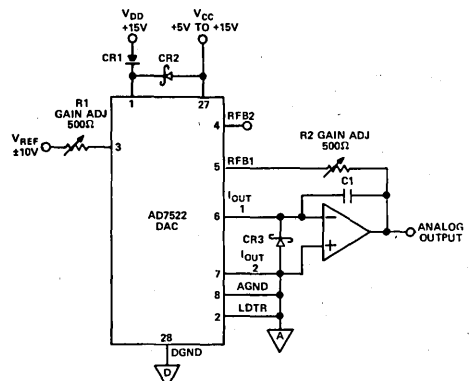 VDD
+15V
VCC
+5V TO +15V
CR1
CR2
1
27
R1
GAIN ADJ
500Ω
VREF
±10V
3
4
RFB2
R2 GAIN ADJ
500Ω
5
RFB1
C1
AD7522
DAC
IOUT
1
6
−
+
ANALOG
OUTPUT
CR3
IOUT
2
7
AGND
8
LDTR
2
28
DGND
D
A